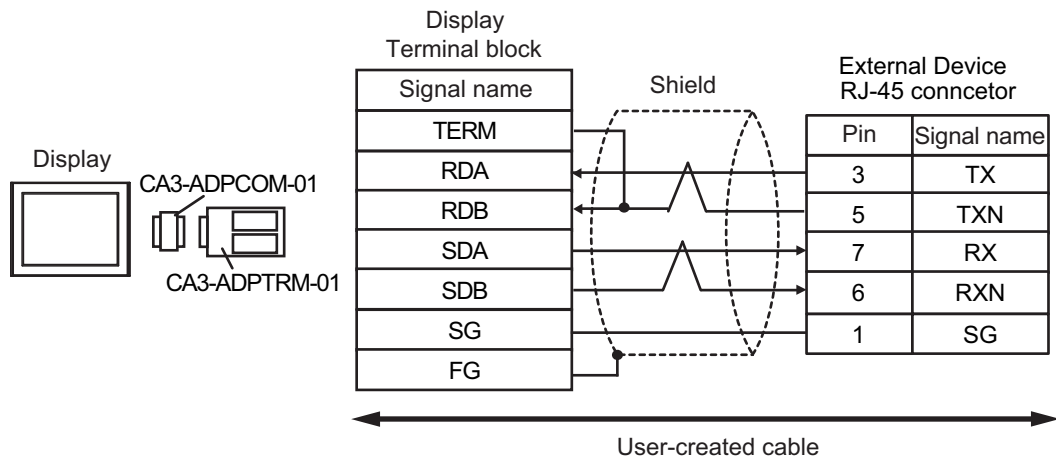 Display
CA3-ADPCOM-01
CA3-ADPTRM-01
Display
Terminal block
Signal name
TERM
RDA
RDB
SDA
SDB
SG
FG
Shield
External Device
RJ-45 conncetor
Pin Signal name
3 TX
5 TXN
7 RX
6 RXN
1 SG
User-created cable